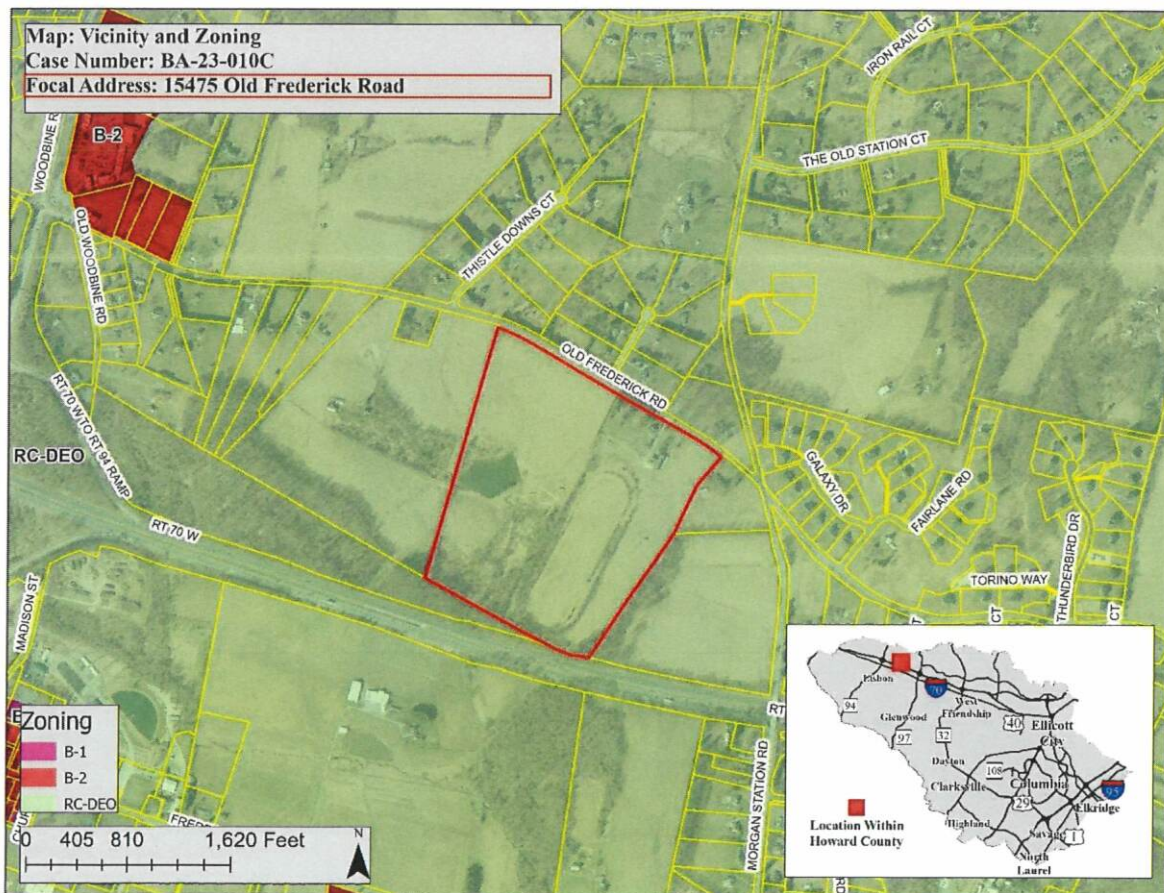 Map: Vicinity and Zoning
Case Number: BA-23-010C
Focal Address: 15475 Old Frederick Road
IRON RAIL CT
WOODBINE R
B-2
THE OLD STATION CT
OLD WOODBINE RD
THISTLE DOWNS CT
OLD FREDERICK RD
RT 70 W TO RT 94 RAMP
RC-DEO
RT 70 W
GALAXY DR
FAIRLANE RD
THUNDERBIRD DR
TORINO WAY
CT
CT
CT
MADISON ST
RT
MORGAN STATION RD
RD
Zoning
B-1
B-2
RC-DEO
FREDE
0 405 810 1,620 Feet
N
Lisbon
70
94
Glenwood
West
Friendship
40
Ellicott
City
97
32
Dayton
108
Columbia
Clarksville
29
95
Elkridge
Highland
Savage
1
North
Laurel
Location Within
Howard County